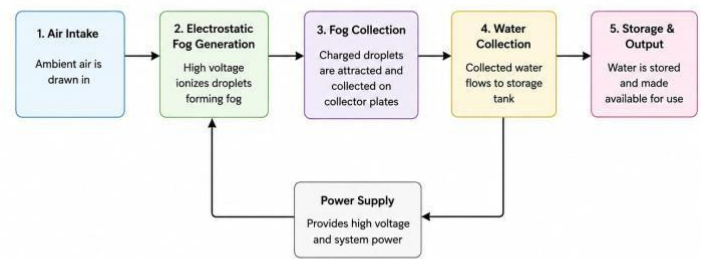 1. Air Intake
Ambient air is
drawn in
2. Electrostatic
Fog Generation
High voltage
ionizes droplets
forming fog
3. Fog Collection
Charged droplets
are attracted and
collected on
collector plates
4. Water
Collection
Collected water
flows to storage
tank
5. Storage &
Output
Water is stored
and made
available for use
Power Supply
Provides high voltage
and system power